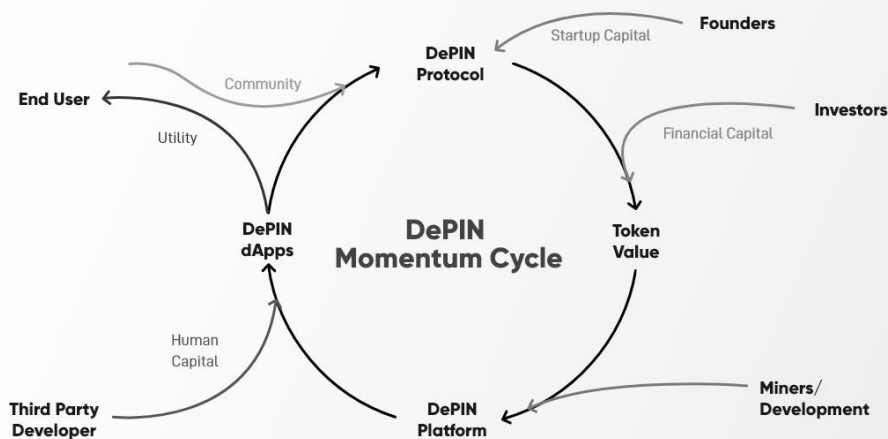 Founders
Startup Capital
DePIN
Protocol
Community
End User
Investors
Utility
Financial Capital
DePIN
dApps
DePIN
Momentum Cycle
Token
Value
Human
Capital
Third Party
Developer
DePIN
Platform
Miners/
Development